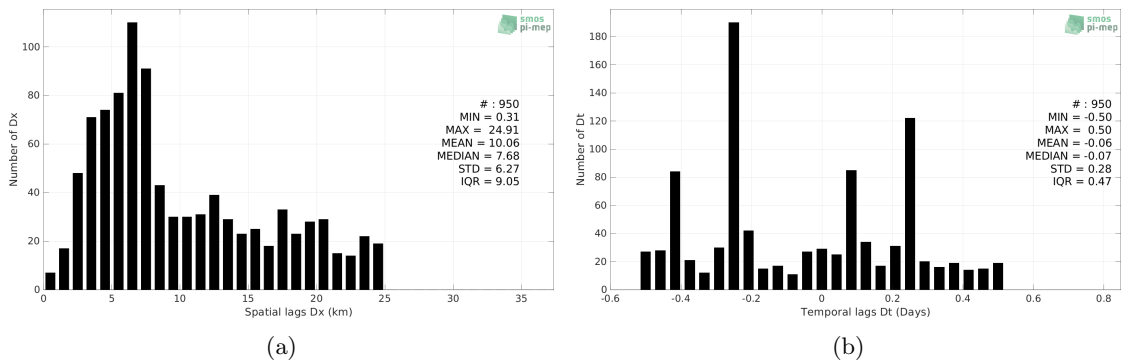 smos
pi-mep
100
80
60
40
20
0
Number of Dx
# : 950
MIN = 0.31
MAX = 24.91
MEAN = 10.06
MEDIAN = 7.68
STD = 6.27
IQR = 9.05
0 5 10 15 20 25 30 35
Spatial lags Dx (km)
(a)
smos
pi-mep
180
160
140
120
100
80
60
40
20
0
Number of Dt
# : 950
MIN = -0.50
MAX = 0.50
MEAN = -0.06
MEDIAN = -0.07
STD = 0.28
IQR = 0.47
-0.6 -0.4 -0.2 0 0.2 0.4 0.6 0.8
Temporal lags Dt (Days)
(b)